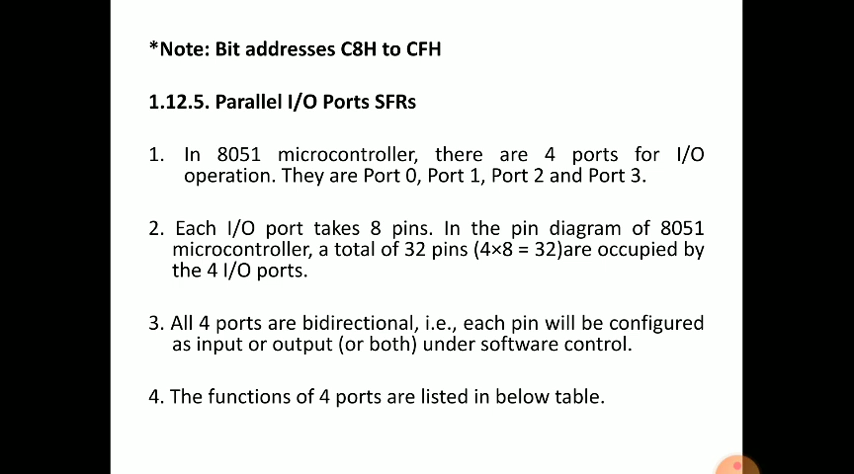 *Note: Bit addresses C8H to CFH
1.12.5. Parallel I/O Ports SFRs
1. In 8051 microcontroller, there are 4 ports for I/O
operation. They are Port 0, Port 1, Port 2 and Port 3.
2. Each I/O port takes 8 pins. In the pin diagram of 8051
microcontroller, a total of 32 pins (4×8 = 32)are occupied by
the 4 I/O ports.
3. All 4 ports are bidirectional, i.e., each pin will be configured
as input or output (or both) under software control.
4. The functions of 4 ports are listed in below table.